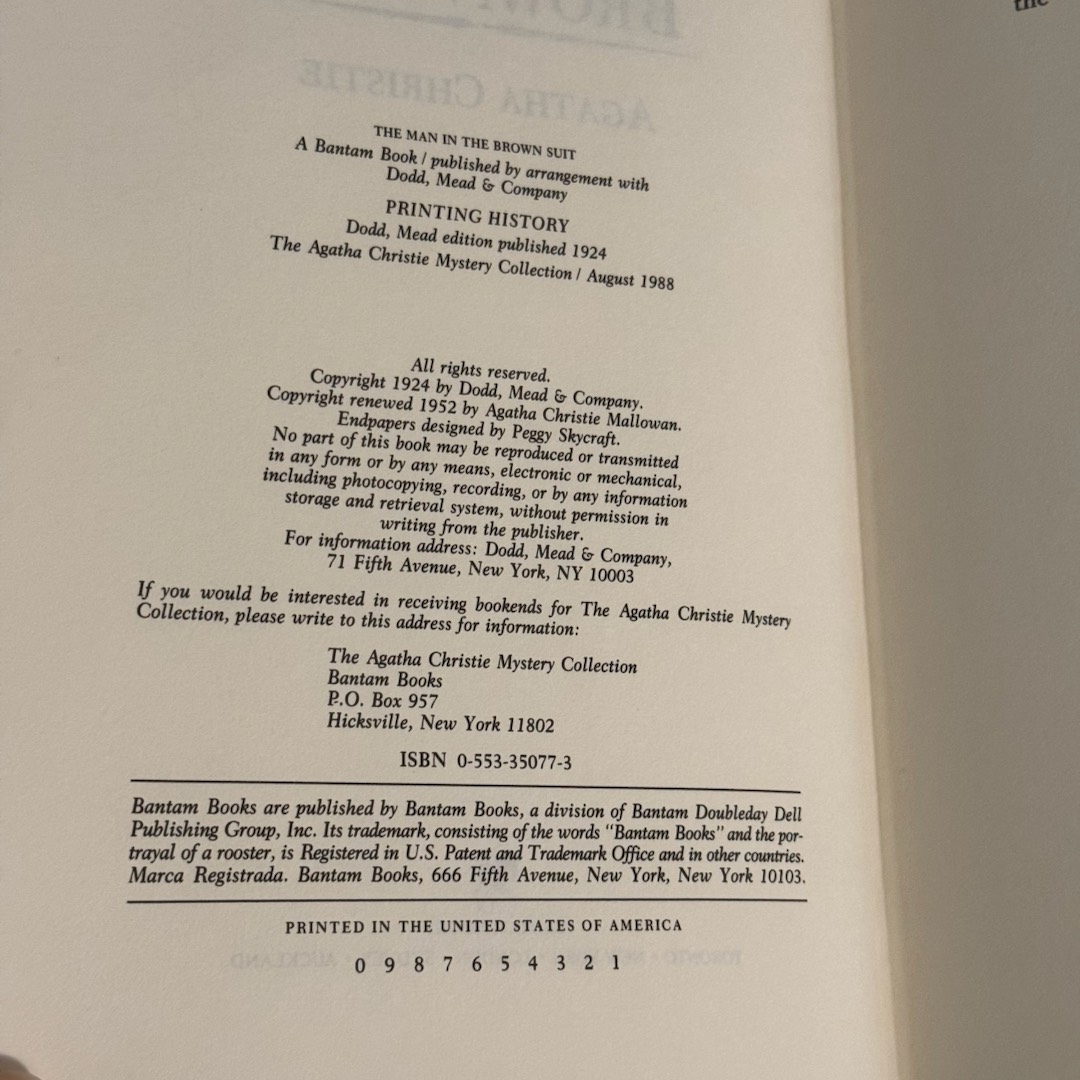 the
THE MAN IN THE BROWN SUIT
A Bantam Book / published by arrangement with
Dodd, Mead & Company
PRINTING HISTORY
Dodd, Mead edition published 1924
The Agatha Christie Mystery Collection / August 1988
All rights reserved.
Copyright 1924 by Dodd, Mead & Company.
Copyright renewed 1952 by Agatha Christie Mallowan.
Endpapers designed by Peggy Skycraft.
No part of this book may be reproduced or transmitted
in any form or by any means, electronic or mechanical,
including photocopying, recording, or by any information
storage and retrieval system, without permission in
writing from the publisher.
For information address: Dodd, Mead & Company,
71 Fifth Avenue, New York, NY 10003
If you would be interested in receiving bookends for The Agatha Christie Mystery
Collection, please write to this address for information:
The Agatha Christie Mystery Collection
Bantam Books
P.O. Box 957
Hicksville, New York 11802
ISBN 0-553-35077-3
Bantam Books are published by Bantam Books, a division of Bantam Doubleday Dell
Publishing Group, Inc. Its trademark, consisting of the words "Bantam Books" and the por-
trayal of a rooster, is Registered in U.S. Patent and Trademark Office and in other countries.
Marca Registrada. Bantam Books, 666 Fifth Avenue, New York, New York 10103.
PRINTED IN THE UNITED STATES OF AMERICA
0 9 8 7 6 5 4 3 2 1